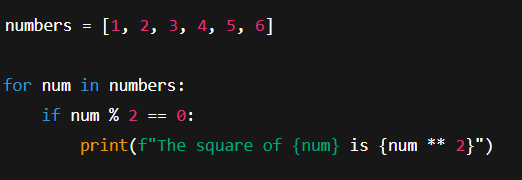 numbers = [1, 2, 3, 4, 5, 6]
for num in numbers:
    if num % 2 == 0:
        print(f"The square of {num} is {num ** 2}")